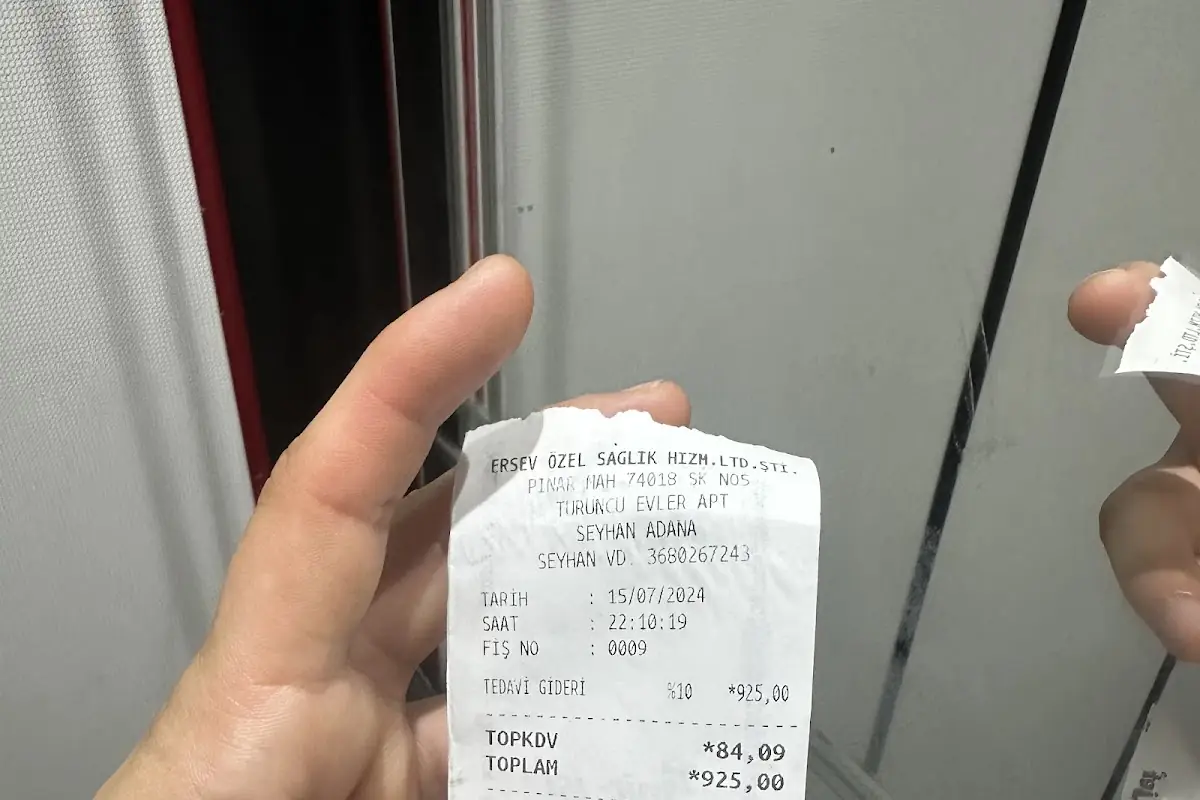 ERSEV ÖZEL SAĞLIK HIZM.LTD.ŞTI.
PINAR MAH 74018 SK NO5
TURUNCU EVLER APT
SEYHAN ADANA
SEYHAN VD. 3680267243
TARİH : 15/07/2024
SAAT : 22:10:19
FİŞ NO : 0009
TEDAVİ GİDERİ %10 *925,00
TOPKDV *84,09
TOPLAM *925,00